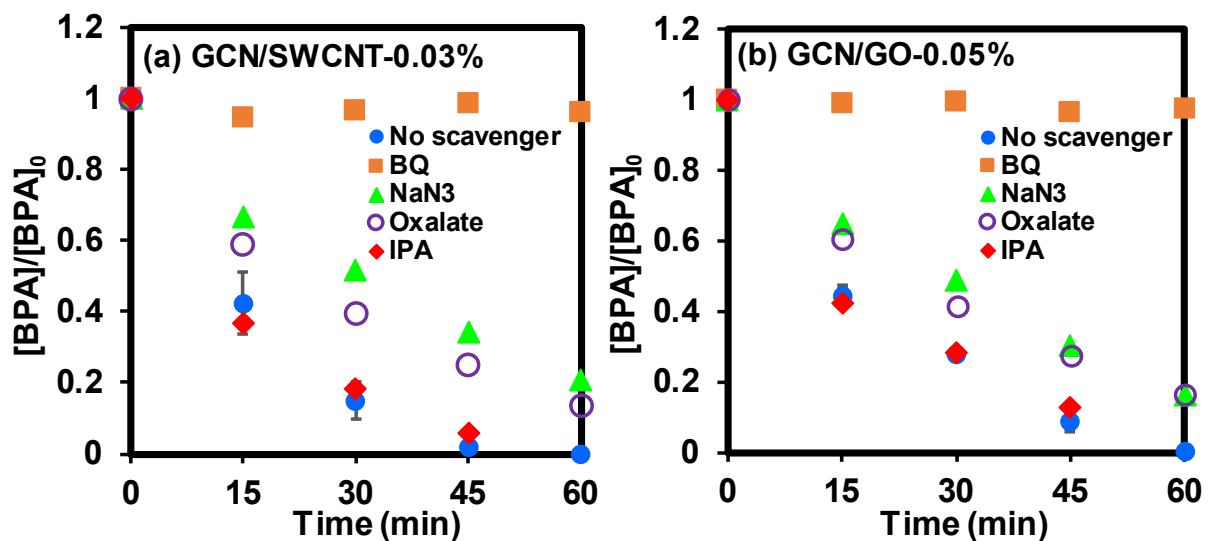 (a) GCN/SWCNT-0.03%
1.2
1
0.8
0.6
0.4
0.2
0
[BPA]/[BPA]0
No scavenger
BQ
NaN3
Oxalate
IPA
0 15 30 45 60
Time (min)
(b) GCN/GO-0.05%
1.2
1
0.8
0.6
0.4
0.2
0
[BPA]/[BPA]0
No scavenger
BQ
NaN3
Oxalate
IPA
0 15 30 45 60
Time (min)